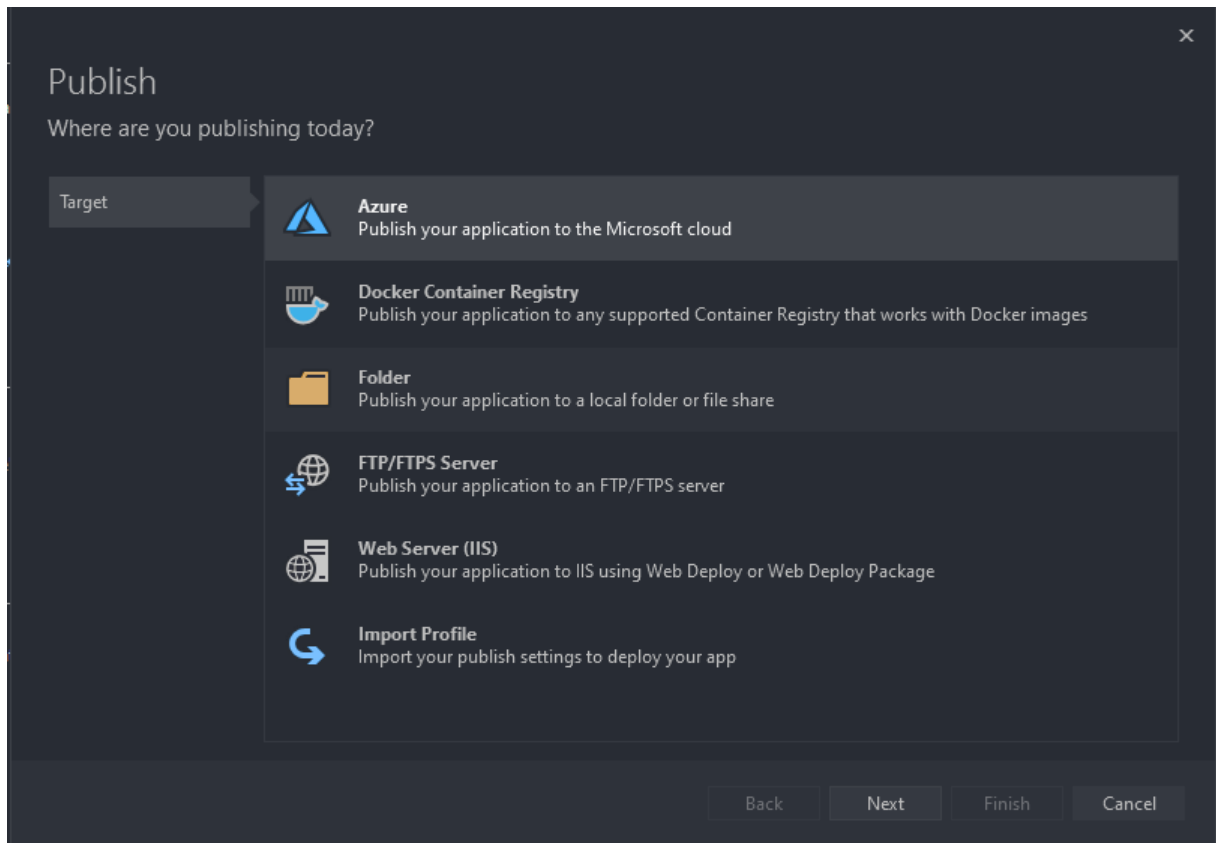 Publish
Where are you publishing today?
Target
Azure
Publish your application to the Microsoft cloud
Docker Container Registry
Publish your application to any supported Container Registry that works with Docker images
Folder
Publish your application to a local folder or file share
FTP/FTPS Server
Publish your application to an FTP/FTPS server
Web Server (IIS)
Publish your application to IIS using Web Deploy or Web Deploy Package
Import Profile
Import your publish settings to deploy your app
Back
Next
Finish
Cancel